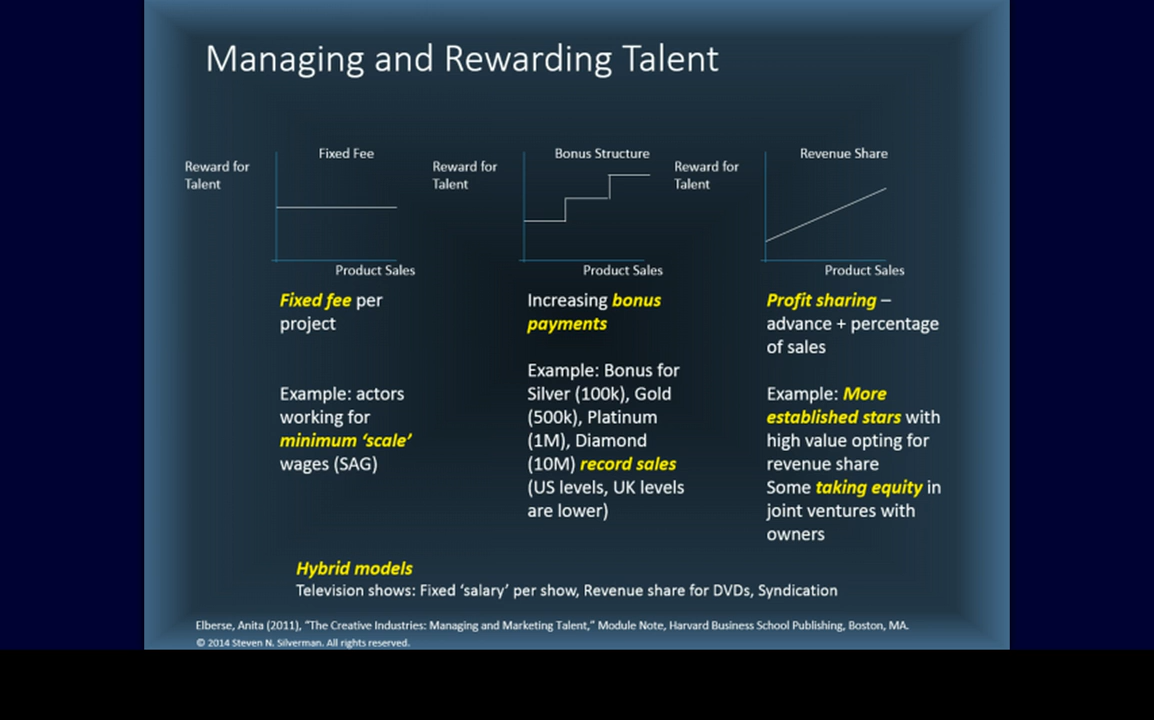 Managing and Rewarding Talent
Reward for
Talent
Fixed Fee
Product Sales
Reward for
Talent
Bonus Structure
Product Sales
Reward for
Talent
Revenue Share
Product Sales
Fixed fee per
project
Example: actors
working for
minimum ‘scale’
wages (SAG)
Increasing bonus
payments
Example: Bonus for
Silver (100k), Gold
(500k), Platinum
(1M), Diamond
(10M) record sales
(US levels, UK levels
are lower)
Profit sharing –
advance + percentage
of sales
Example: More
established stars with
high value opting for
revenue share
Some taking equity in
joint ventures with
owners
Hybrid models
Television shows: Fixed ‘salary’ per show, Revenue share for DVDs, Syndication
Elberse, Anita (2011), “The Creative Industries: Managing and Marketing Talent,” Module Note, Harvard Business School Publishing, Boston, MA.
© 2014 Steven N. Silverman. All rights reserved.